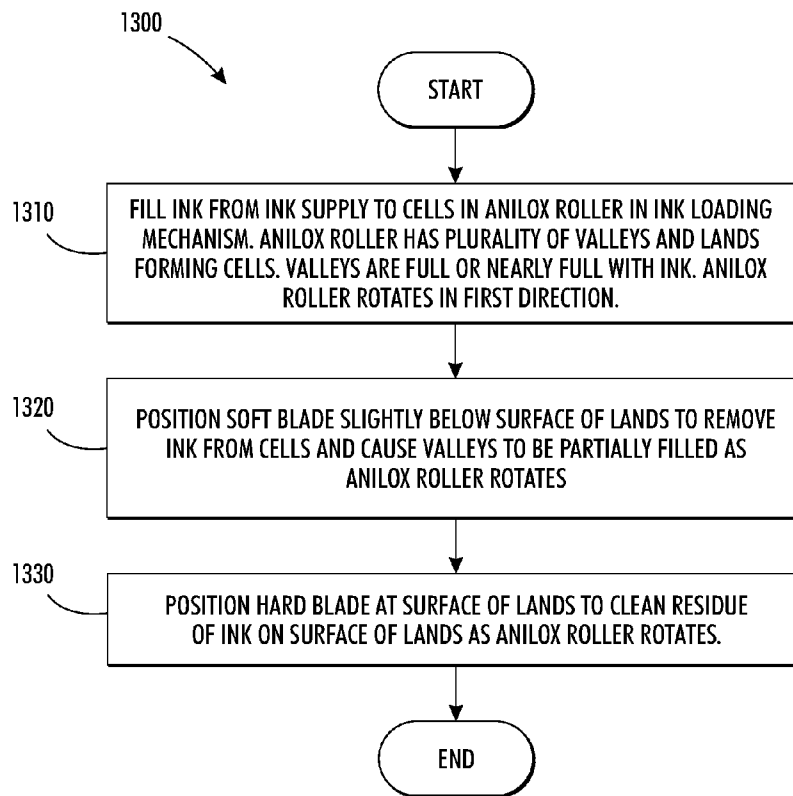 1300
START
1310
FILL INK FROM INK SUPPLY TO CELLS IN ANILOX ROLLER IN INK LOADING
MECHANISM. ANILOX ROLLER HAS PLURALITY OF VALLEYS AND LANDS
FORMING CELLS. VALLEYS ARE FULL OR NEARLY FULL WITH INK. ANILOX
ROLLER ROTATES IN FIRST DIRECTION.
1320
POSITION SOFT BLADE SLIGHTLY BELOW SURFACE OF LANDS TO REMOVE
INK FROM CELLS AND CAUSE VALLEYS TO BE PARTIALLY FILLED AS
ANILOX ROLLER ROTATES
1330
POSITION HARD BLADE AT SURFACE OF LANDS TO CLEAN RESIDUE
OF INK ON SURFACE OF LANDS AS ANILOX ROLLER ROTATES.
END